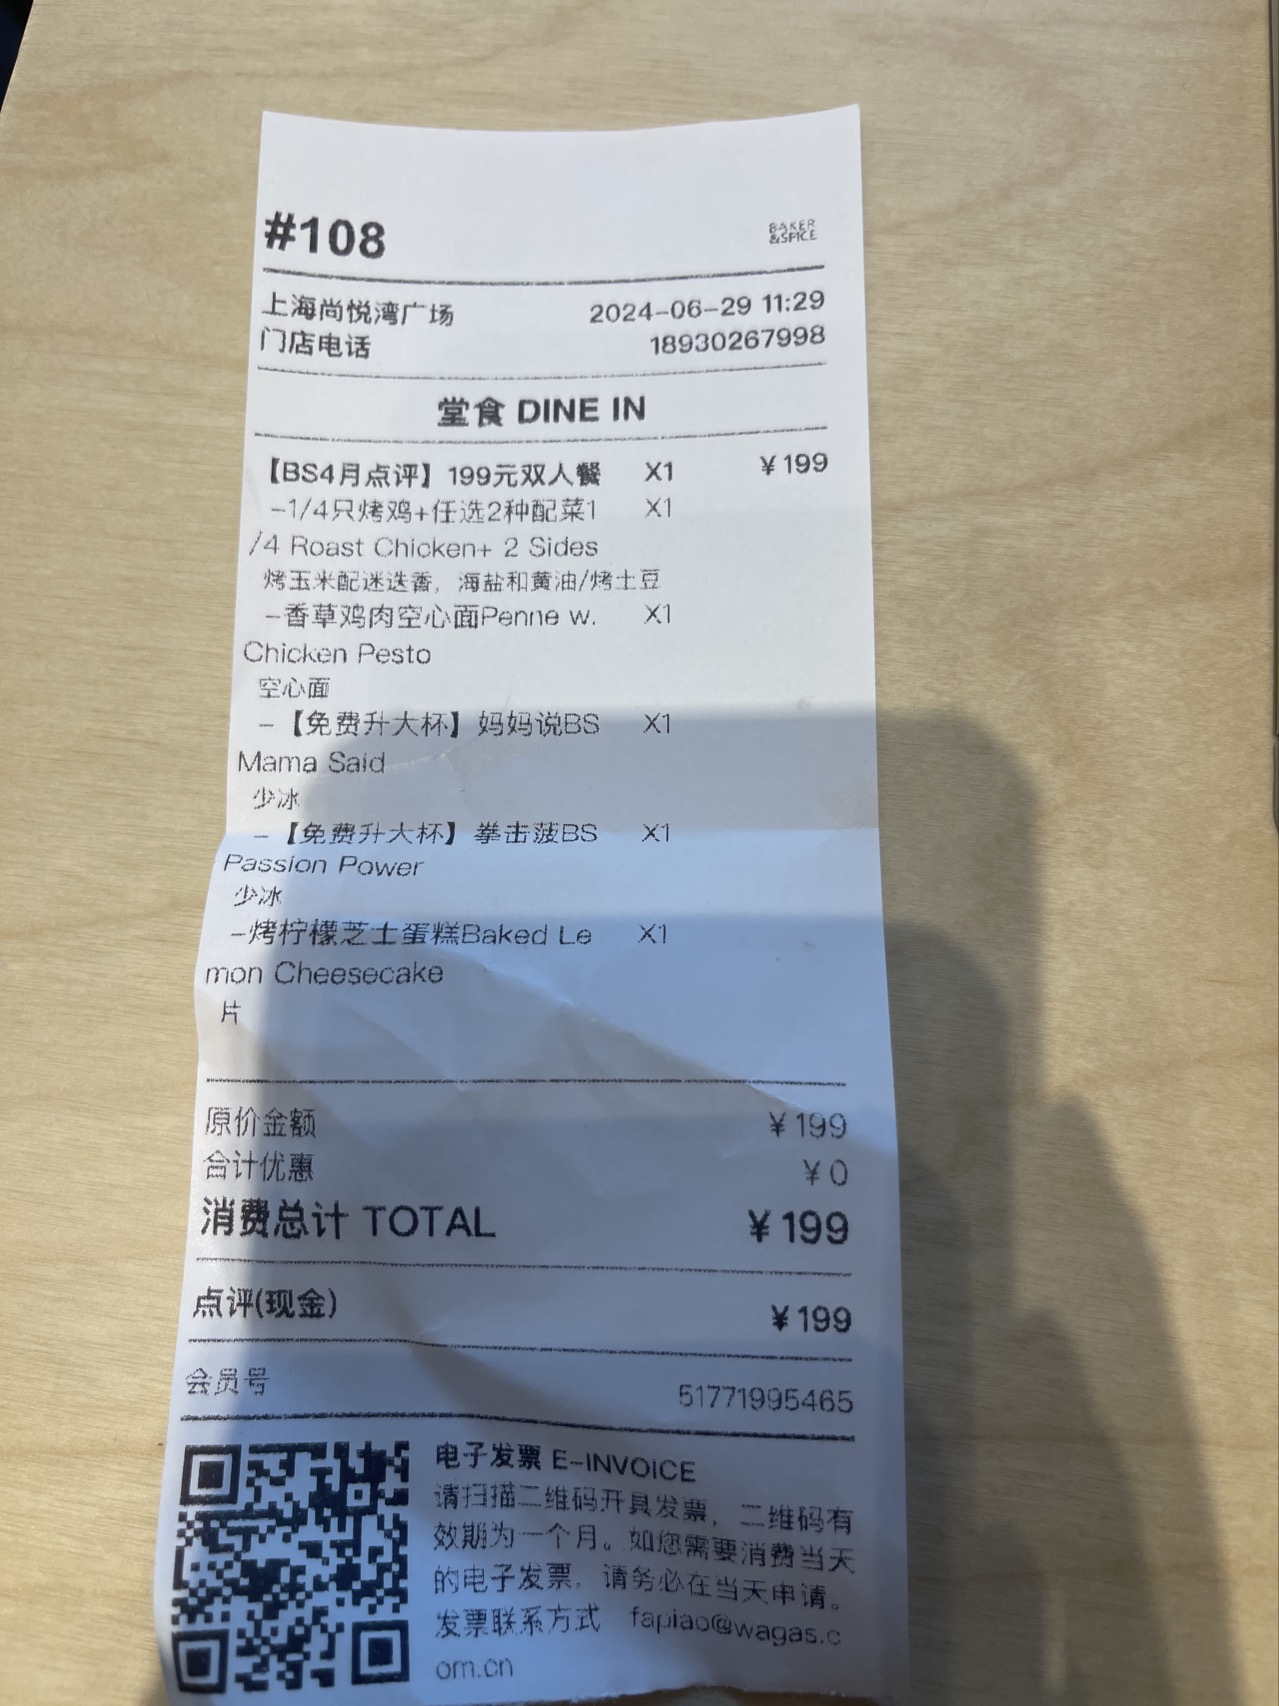 #108
BAKER
&SPICE
上海尚悦湾广场 2024-06-29 11:29
门店电话 18930267998
堂食 DINE IN
【BS4月点评】199元双人餐 X1 ¥199
-1/4只烤鸡+任选2种配菜1 X1
/4 Roast Chicken+ 2 Sides
烤玉米配迷迭香，海盐和黄油/烤土豆
-香草鸡肉空心面Penne w. X1
Chicken Pesto
空心面
-【免费升大杯】妈妈说BS X1
Mama Said
少冰
-【免费升大杯】拳击菠BS X1
Passion Power
少冰
-烤柠檬芝士蛋糕Baked Le X1
mon Cheesecake
片
原价金额 ¥199
合计优惠 ¥0
消费总计 TOTAL ¥199
点评(现金) ¥199
会员号 51771995465
电子发票 E-INVOICE
请扫描二维码开具发票，二维码有
效期为一个月。如您需要消费当天
的电子发票，请务必在当天申请。
发票联系方式 fapiao@wagas.c
om.cn